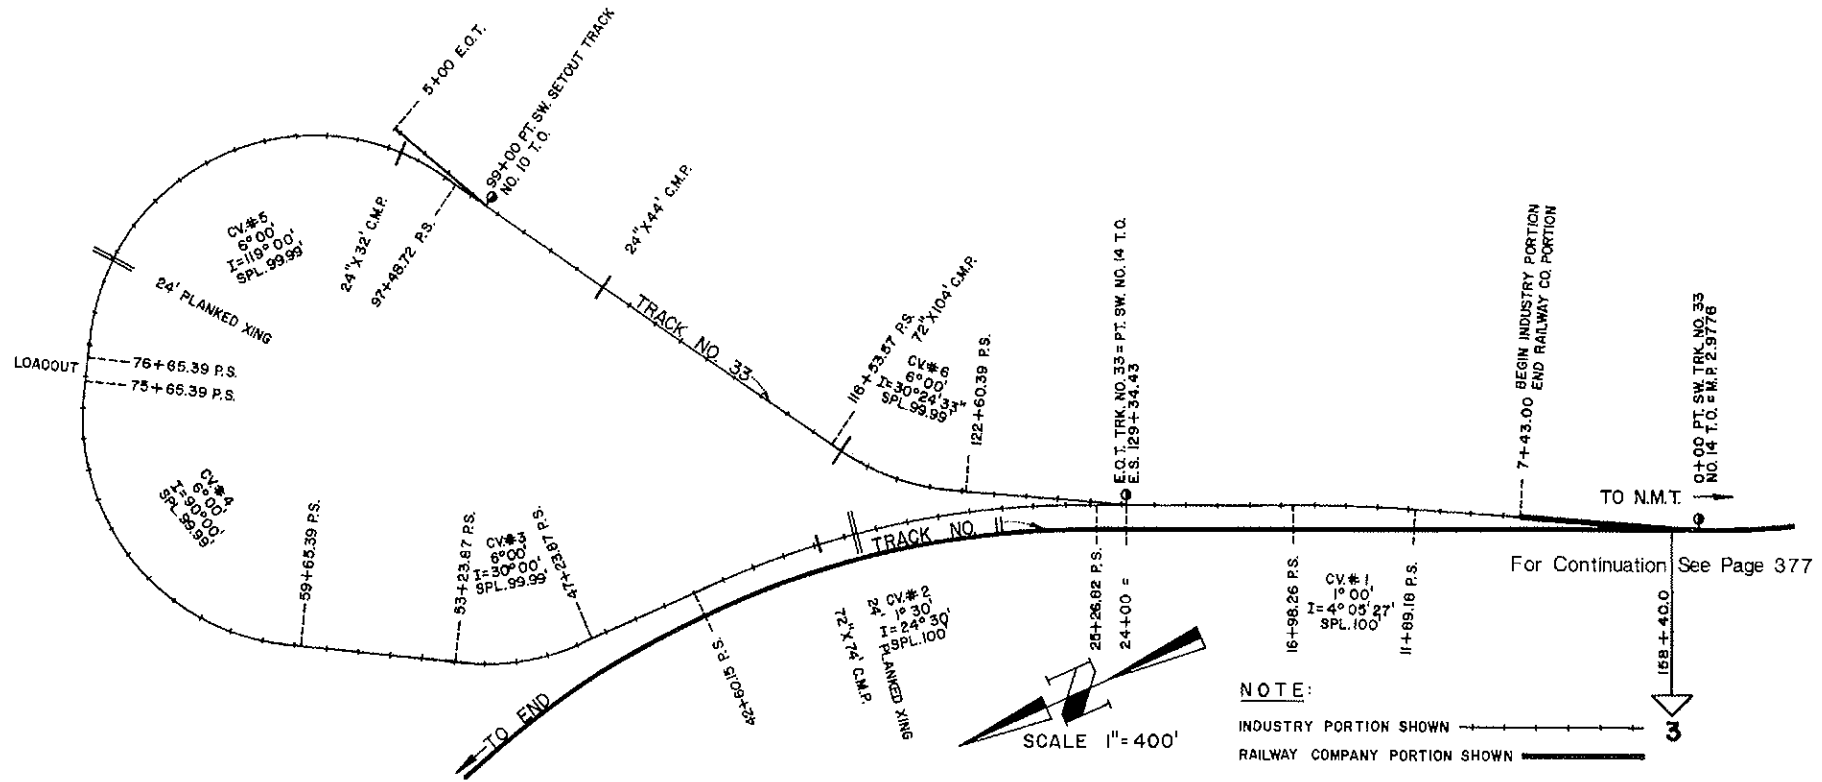 5+00 E.O.T.
99+00 PT. SW. SETOUT TRACK
NO. 10 T.O.
24"X44' C.M.P.
24"X32' C.M.P.
97+48.72 P.S.
CV.#5
6°00'
I=119°00'
SPL.99.99'
24' PLANKED XING
LOADOUT
76+65.39 P.S.
75+65.39 P.S.
TRACK NO. 33
116+53.57 P.S.
72"X104' C.M.P.
CV.#6
6°00'
I=30°24'33"
SPL.99.99'
122+60.39 P.S.
E.O.T. TRK. NO. 33 = PT. SW. NO. 14 T.O.
E.S. 129+34.43
7+43.00 BEGIN INDUSTRY PORTION
END RAILWAY CO. PORTION
0+00 PT. SW. TRK. NO. 33
NO. 14 T.O. = M.P. 2.9776
TO N.M.T.
For Continuation See Page 377
CV.#4
6°00'
I=90°00'
SPL.99.99'
59+65.39 P.S.
53+23.87 P.S.
CV.#3
6°00'
I=30°00'
SPL.99.99'
47+23.87 P.S.
TRACK NO. 11
42+60.15 P.S.
72"X74' C.M.P.
24' PLANKED XING
CV.#2
1°30'
I=24°30'
SPL.100'
25+26.82 P.S.
24+00 =
16+98.26 P.S.
CV.#1
1°00'
I=4°05'27"
SPL.100'
11+89.18 P.S.
158+40.0
3
TO END
N
SCALE 1"=400'
NOTE:
INDUSTRY PORTION SHOWN
RAILWAY COMPANY PORTION SHOWN